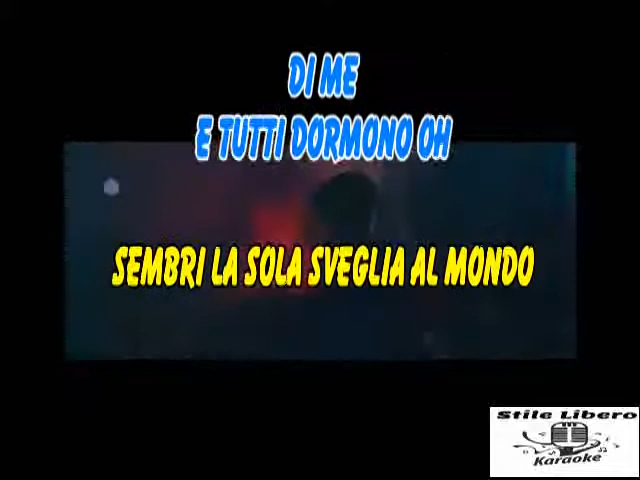 DI ME
E TUTTI DORMONO OH
SEMBRI LA SOLA SVEGLIA AL MONDO
Stile Libero
Karaoke